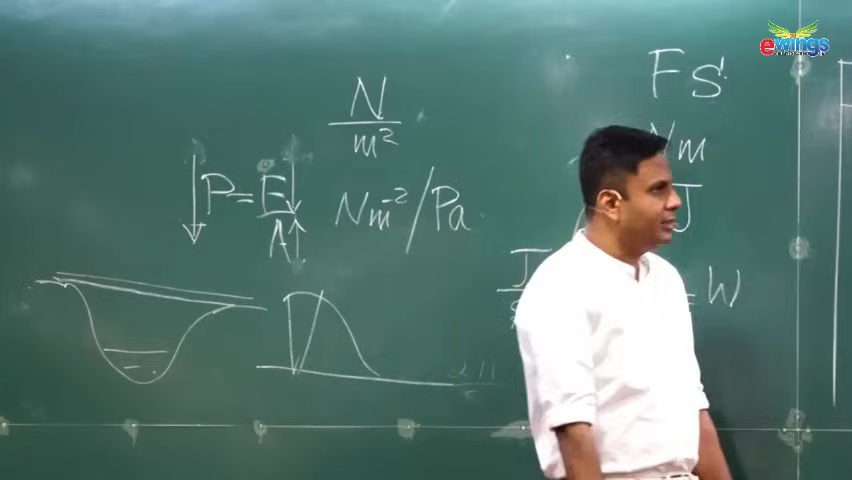 ewings
N
m²
P = F
A
Nm⁻² / Pa
FS
Nm
J
J
= W